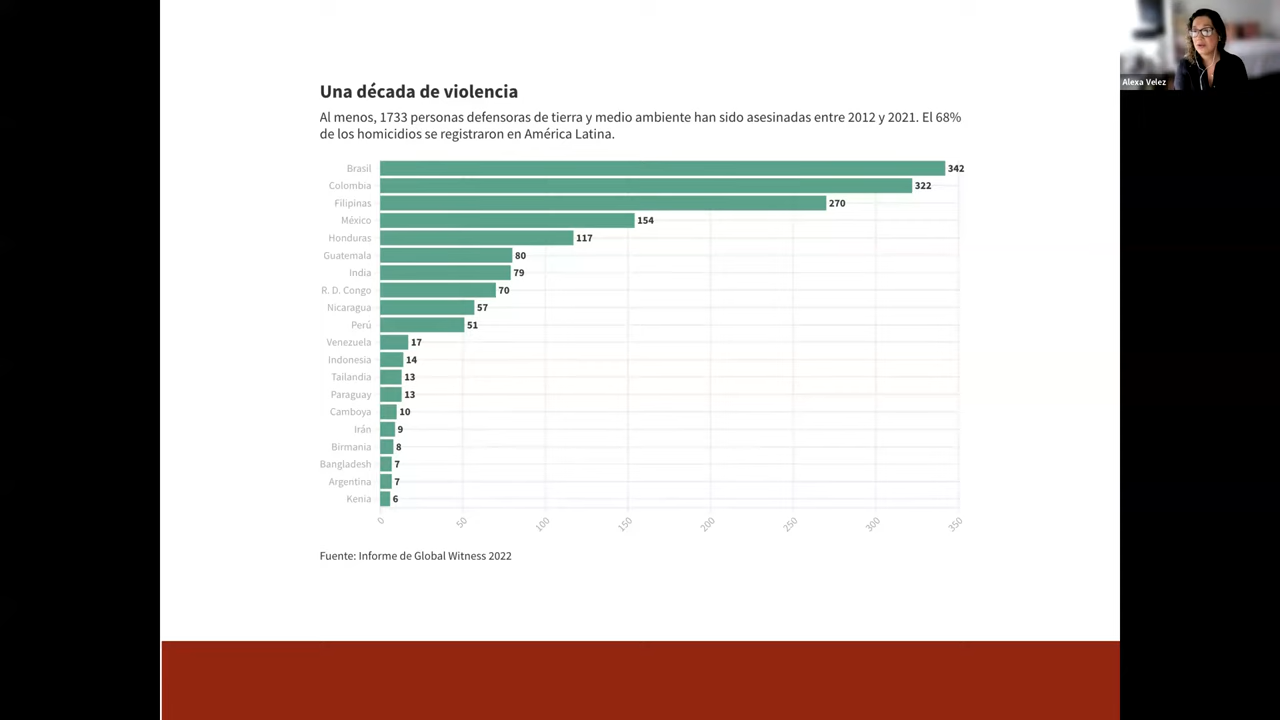 Alexa Velez
Una década de violencia
Al menos, 1733 personas defensoras de tierra y medio ambiente han sido asesinadas entre 2012 y 2021. El 68%
de los homicidios se registraron en América Latina.
Brasil 342
Colombia 322
Filipinas 270
México 154
Honduras 117
Guatemala 80
India 79
R. D. Congo 70
Nicaragua 57
Perú 51
Venezuela 17
Indonesia 14
Tailandia 13
Paraguay 13
Camboya 10
Irán 9
Birmania 8
Bangladesh 7
Argentina 7
Kenia 6
0 50 100 150 200 250 300 350
Fuente: Informe de Global Witness 2022